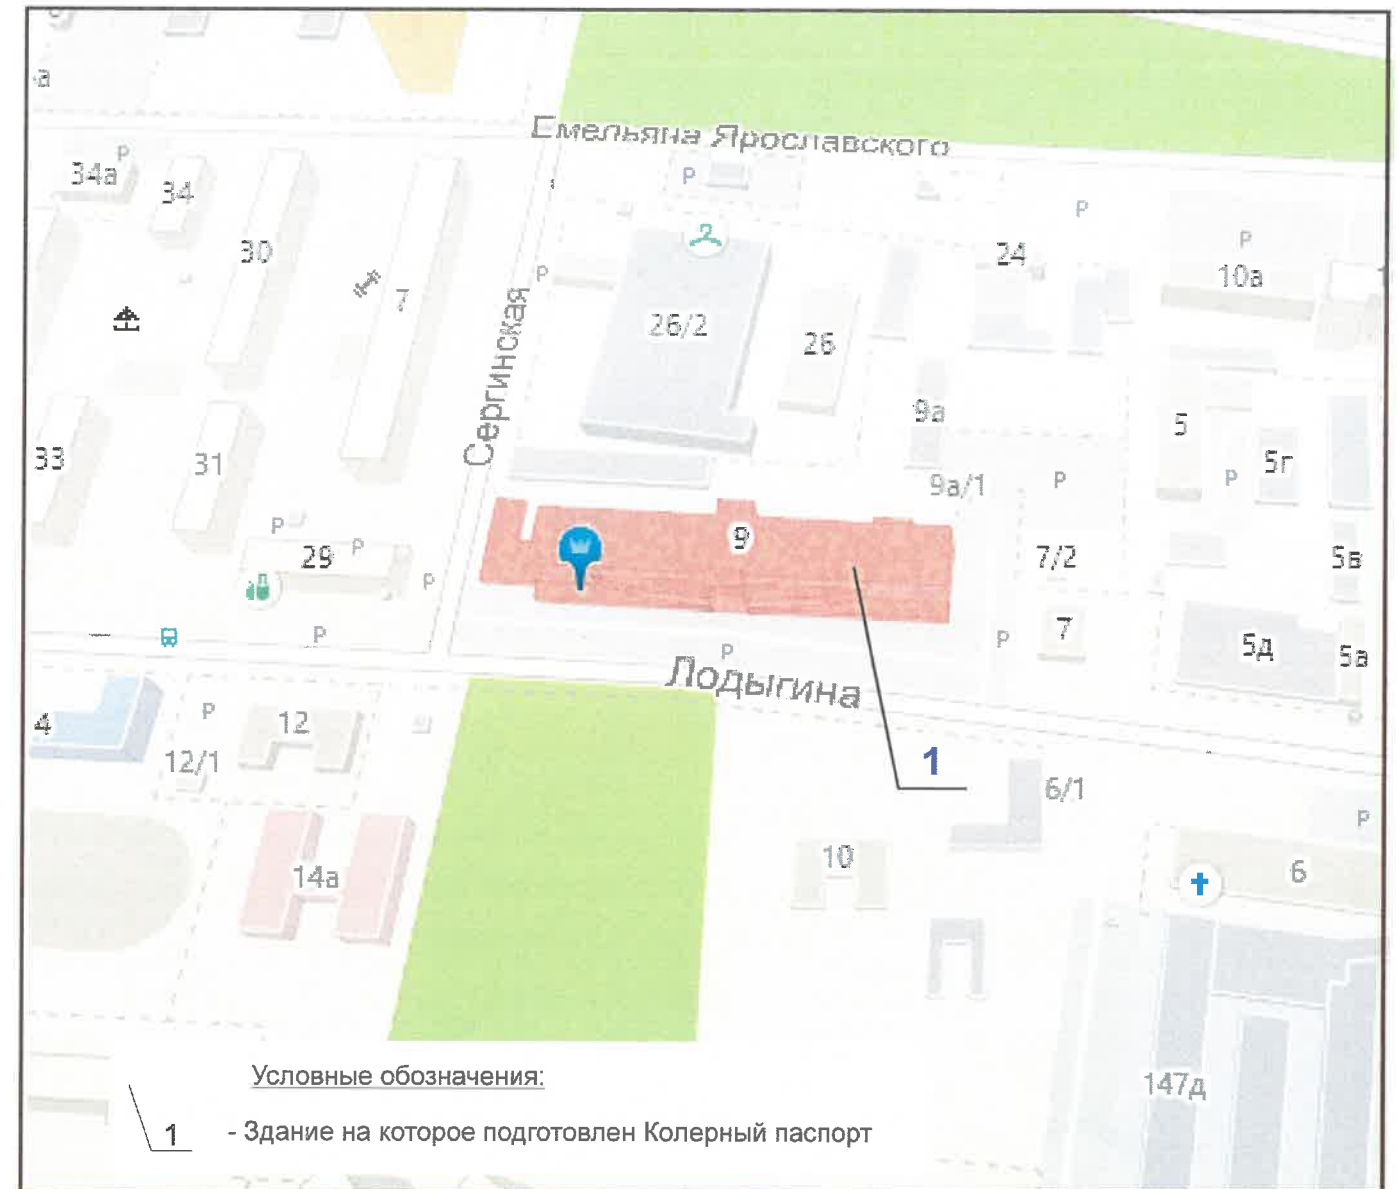 а
Емельяна Ярославского
Р
34а
34
Р
Р
30
24
Р
10а
Р
7
26/2
26
Сергинская
9а
5
33
31
5г
Р
9а/1
Р
Р
9
29
Р
7/2
5в
Р
Р
Р
7
5д
5а
Р
Лодыгина
4
Р
12
12/1
1
6/1
Р
10
14а
6
147д
Условные обозначения:
1 - Здание на которое подготовлен Колерный паспорт